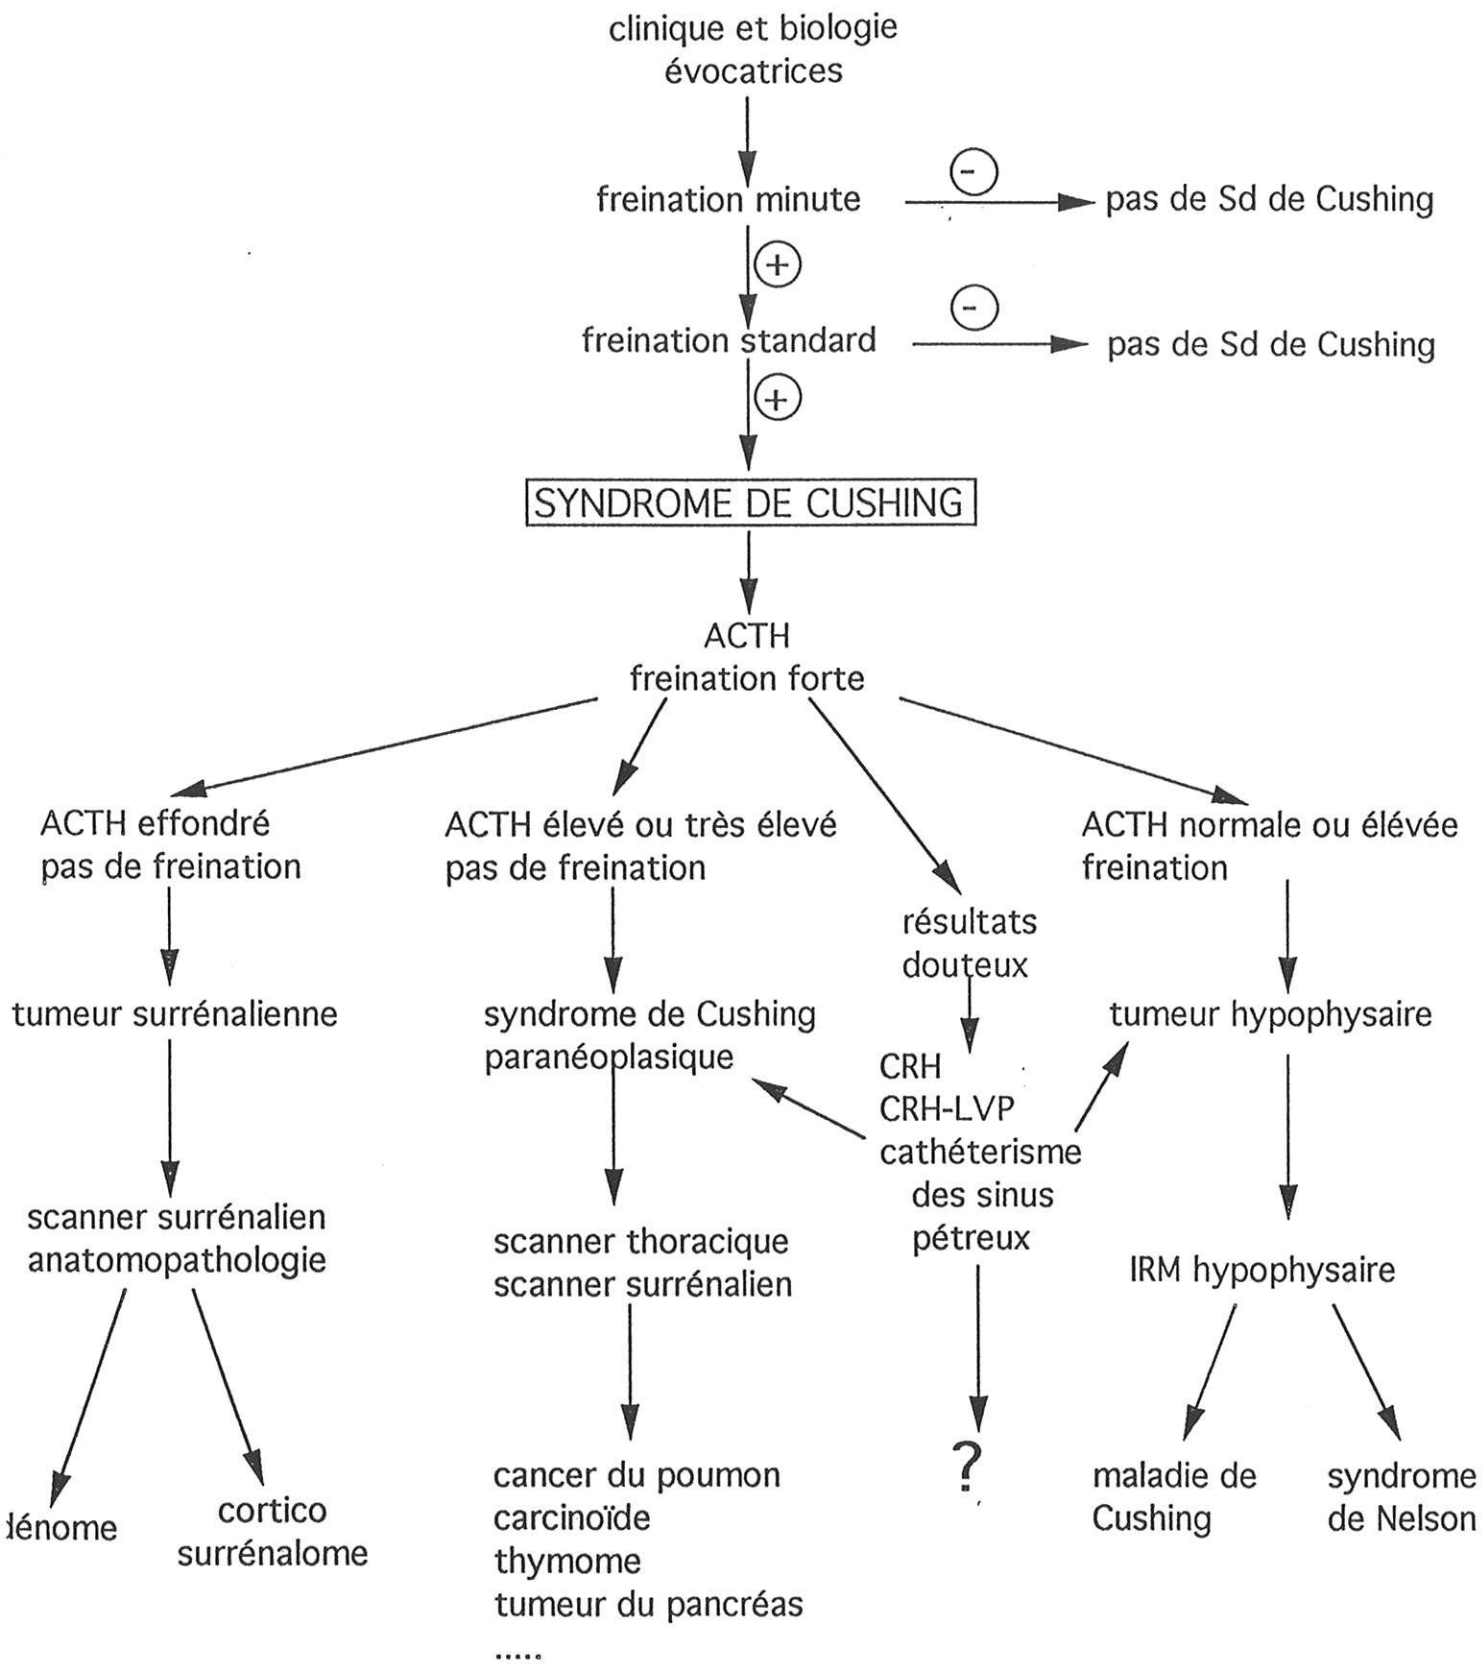 clinique et biologie
évocatrices
-
freination minute
pas de Sd de Cushing
+
-
freination standard
pas de Sd de Cushing
+
SYNDROME DE CUSHING
ACTH
freination forte
ACTH effondré
pas de freination
ACTH élevé ou très élevé
pas de freination
résultats
douteux
ACTH normale ou élévée
freination
tumeur surrénalienne
syndrome de Cushing
paranéoplasique
CRH
CRH-LVP
cathéterisme
des sinus
pétreux
tumeur hypophysaire
scanner surrénalien
anatomopathologie
scanner thoracique
scanner surrénalien
IRM hypophysaire
dénome
cortico
surrénalome
cancer du poumon
carcinoïde
thymome
tumeur du pancréas
.....
?
maladie de
Cushing
syndrome
de Nelson